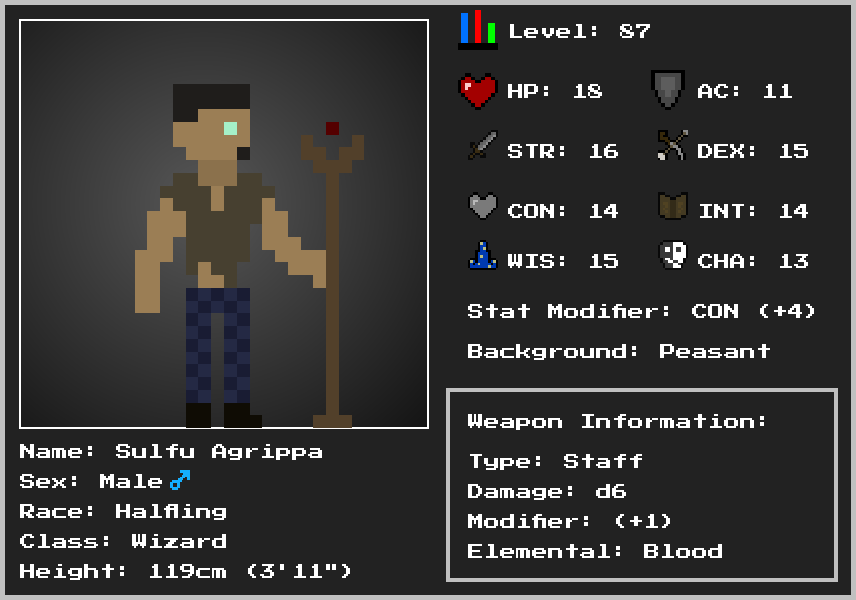 Level: 87
HP: 18
AC: 11
STR: 16
DEX: 15
CON: 14
INT: 14
WIS: 15
CHA: 13
Stat Modifier: CON (+4)
Background: Peasant
Weapon Information:
Type: Staff
Damage: d6
Modifier: (+1)
Elemental: Blood
Name: Sulfu Agrippa
Sex: Male ♂
Race: Halfling
Class: Wizard
Height: 119cm (3'11")